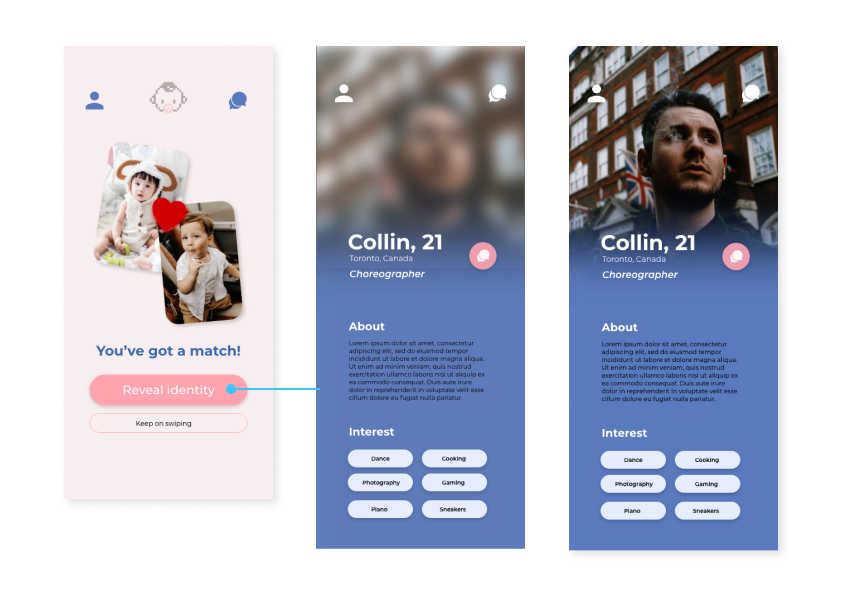 You've got a match!
Reveal identity
Keep on swiping
Collin, 21
Toronto, Canada
Choreographer
About
Lorem ipsum dolor sit amet, consectetur
adipiscing elit, sed do eiusmod tempor
incididunt ut labore et dolore magna aliqua.
Ut enim ad minim veniam, quis nostrud
exercitation ullamco laboris nisi ut aliquip ex
ea commodo consequat. Duis aute irure
dolor in reprehenderit in voluptate velit esse
cillum dolore eu fugiat nulla pariatur.
Interest
Dance
Cooking
Photography
Gaming
Piano
Sneakers
Collin, 21
Toronto, Canada
Choreographer
About
Lorem ipsum dolor sit amet, consectetur
adipiscing elit, sed do eiusmod tempor
incididunt ut labore et dolore magna aliqua.
Ut enim ad minim veniam, quis nostrud
exercitation ullamco laboris nisi ut aliquip ex
ea commodo consequat. Duis aute irure
dolor in reprehenderit in voluptate velit esse
cillum dolore eu fugiat nulla pariatur.
Interest
Dance
Cooking
Photography
Gaming
Piano
Sneakers